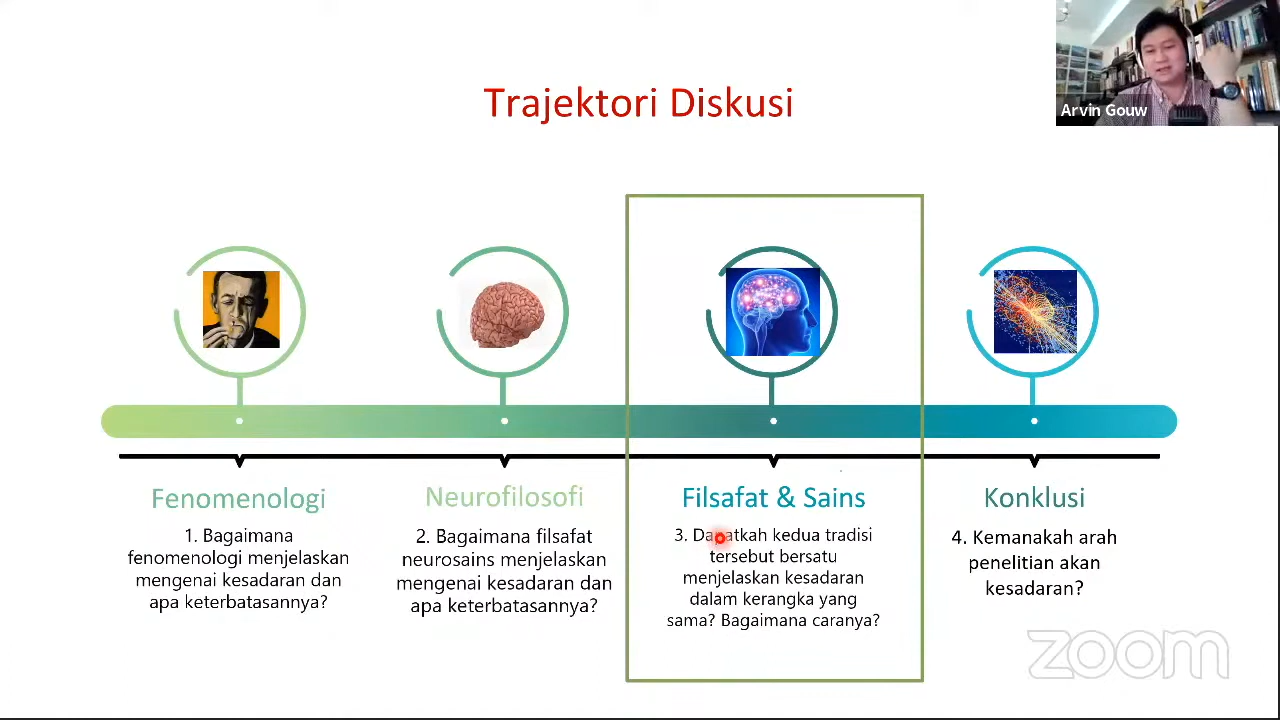 Trajektori Diskusi
Arvin Gouw
Fenomenologi
1. Bagaimana
fenomenologi menjelaskan
mengenai kesadaran dan
apa keterbatasannya?
Neurofilosofi
2. Bagaimana filsafat
neurosains menjelaskan
mengenai kesadaran dan
apa keterbatasannya?
Filsafat & Sains
3. Dapatkah kedua tradisi
tersebut bersatu
menjelaskan kesadaran
dalam kerangka yang
sama? Bagaimana caranya?
Konklusi
4. Kemanakah arah
penelitian akan
kesadaran?
zoom